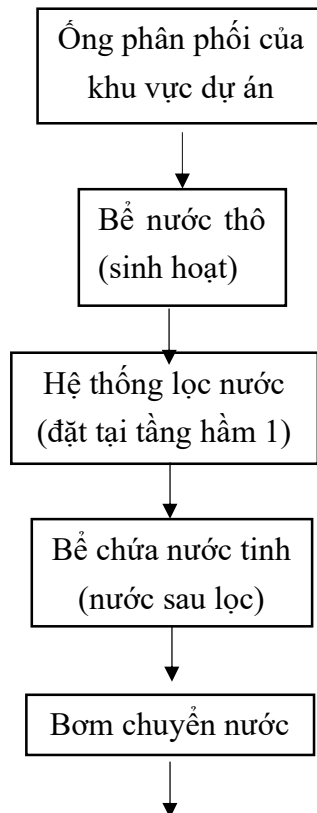 Ống phân phối của
khu vực dự án
Bể nước thô
(sinh hoạt)
Hệ thống lọc nước
(đặt tại tầng hầm 1)
Bể chứa nước tinh
(nước sau lọc)
Bơm chuyển nước